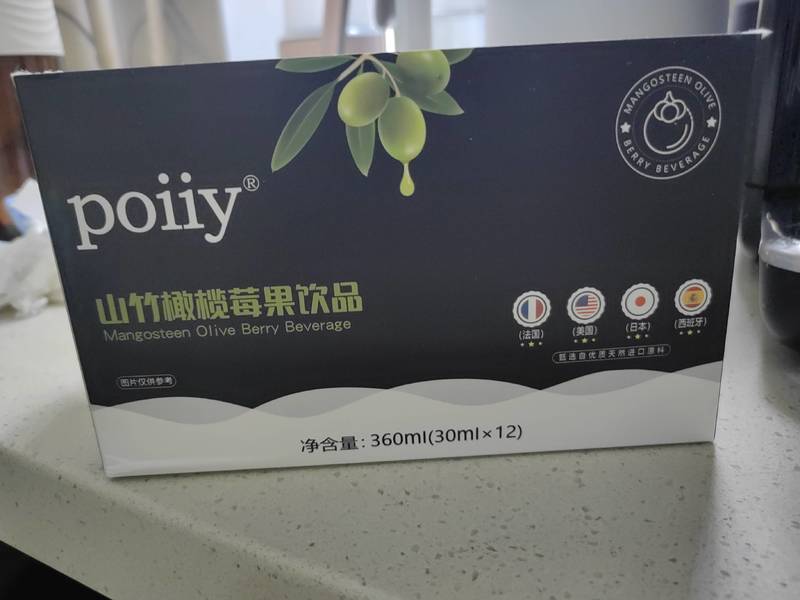 MANGOSTEEN OLIVE
BERRY BEVERAGE
poiiy®
山竹橄榄莓果饮品
Mangosteen Olive Berry Beverage
(法国) (美国) (日本) (西班牙)
甄选自优质天然进口原料
图片仅供参考
净含量: 360ml(30ml×12)